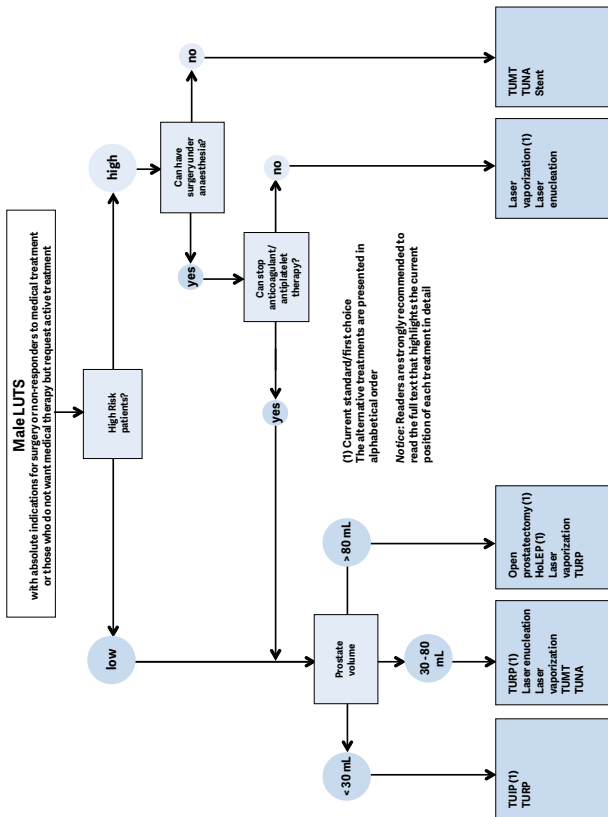 Male LUTS
with absolute indications for surgery or non-responders to medical treatment
or those who do not want medical therapy but request active treatment
High Risk
patients?
low
high
Can have
surgery under
anaesthesia?
yes
no
Can stop
anticoagulant/
antiplatelet
therapy?
yes
no
Prostate
volume
< 30 mL
30 - 80
mL
> 80 mL
(1) Current standard/first choice
The alternative treatments are presented in
alphabetical order
Notice: Readers are strongly recommended to
read the full text that highlights the current
position of each treatment in detail
TUIP (1)
TURP
TURP (1)
Laser enucleation
Laser
vaporization
TUMT
TUNA
Open
prostatectomy (1)
HoLEP (1)
Laser
vaporization
TURP
Laser
vaporization (1)
Laser
enucleation
TUMT
TUNA
Stent